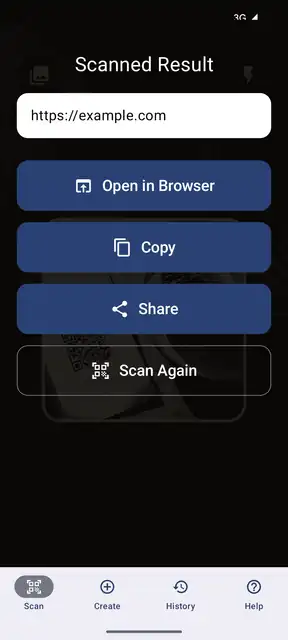 3G
Scanned Result
https://example.com
Open in Browser
Copy
Share
Scan Again
Scan
Create
History
Help